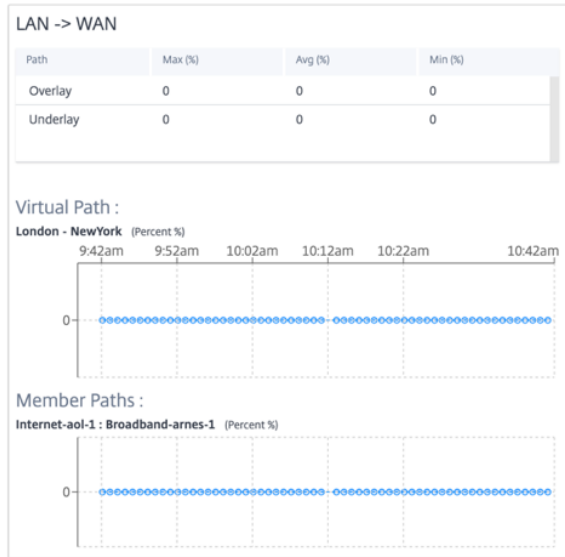 LAN -> WAN
Path Max (%) Avg (%) Min (%)
Overlay 0 0 0
Underlay 0 0 0
Virtual Path :
London - NewYork (Percent %)
9:42am 9:52am 10:02am 10:12am 10:22am 10:42am
0
Member Paths :
Internet-aol-1 : Broadband-arnes-1 (Percent %)
0